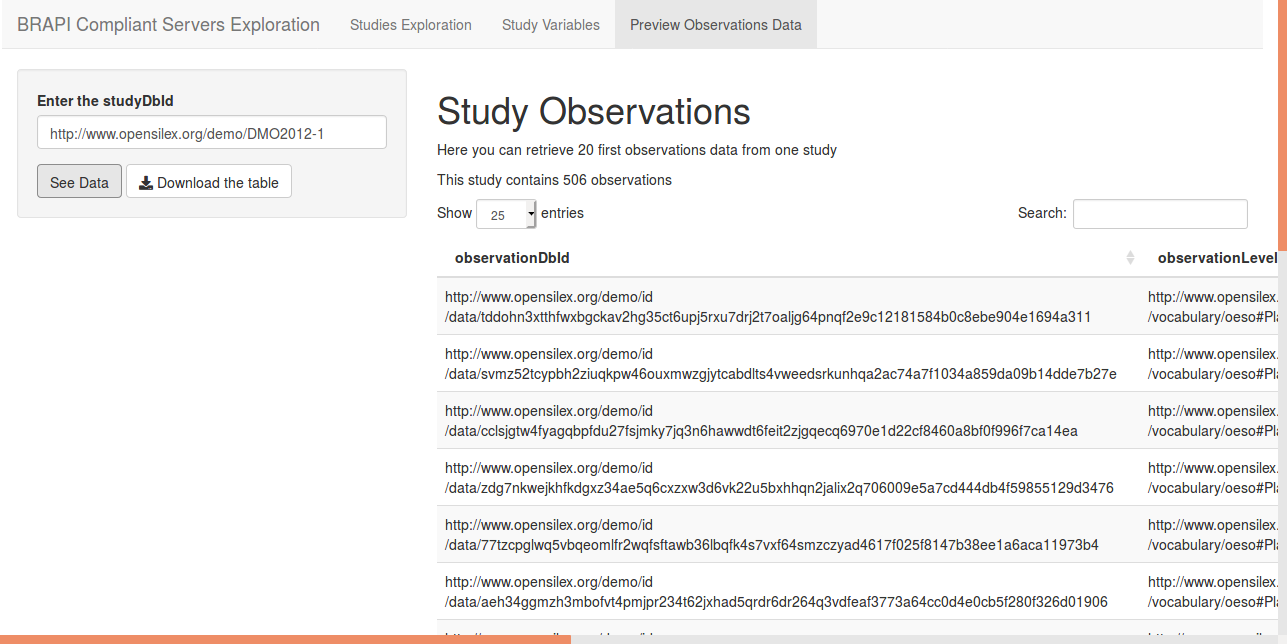 BRAPI Compliant Servers Exploration Studies Exploration Study Variables Preview Observations Data
Enter the studyDbId
http://www.opensilex.org/demo/DMO2012-1
See Data Download the table
Study Observations
Here you can retrieve 20 first observations data from one study
This study contains 506 observations
Show 25 entries Search:
observationDbId observationLevel
http://www.opensilex.org/demo/id http://www.opensilex.
/data/tddohn3xtthfwxbgckav2hg35ct6upj5rxu7drj2t7oaljg64pnqf2e9c12181584b0c8ebe904e1694a311 /vocabulary/oeso#Pla
http://www.opensilex.org/demo/id http://www.opensilex.
/data/svmz52tcypbh2ziuqkpw46ouxmwzgjytcabdlts4vweedsrkunhqa2ac74a7f1034a859da09b14dde7b27e /vocabulary/oeso#Pla
http://www.opensilex.org/demo/id http://www.opensilex.
/data/cclsjgtw4fyagqbpfdu27fsjmky7jq3n6hawwdt6feit2zjgqecq6970e1d22cf8460a8bf0f996f7ca14ea /vocabulary/oeso#Pla
http://www.opensilex.org/demo/id http://www.opensilex.
/data/zdg7nkwejkhfkdgxz34ae5q6cxzxw3d6vk22u5bxhhqn2jalix2q706009e5a7cd444db4f59855129d3476 /vocabulary/oeso#Pla
http://www.opensilex.org/demo/id http://www.opensilex.
/data/77tzcpglwq5vbqeomlfr2wqfsftawb36lbqfk4s7vxf64smzczyad4617f025f8147b38ee1a6aca11973b4 /vocabulary/oeso#Pla
http://www.opensilex.org/demo/id http://www.opensilex.
/data/aeh34ggmzh3mbofvt4pmjpr234t62jxhad5qrdr6dr264q3vdfeaf3773a64cc0d4e0cb5f280f326d01906 /vocabulary/oeso#Pla